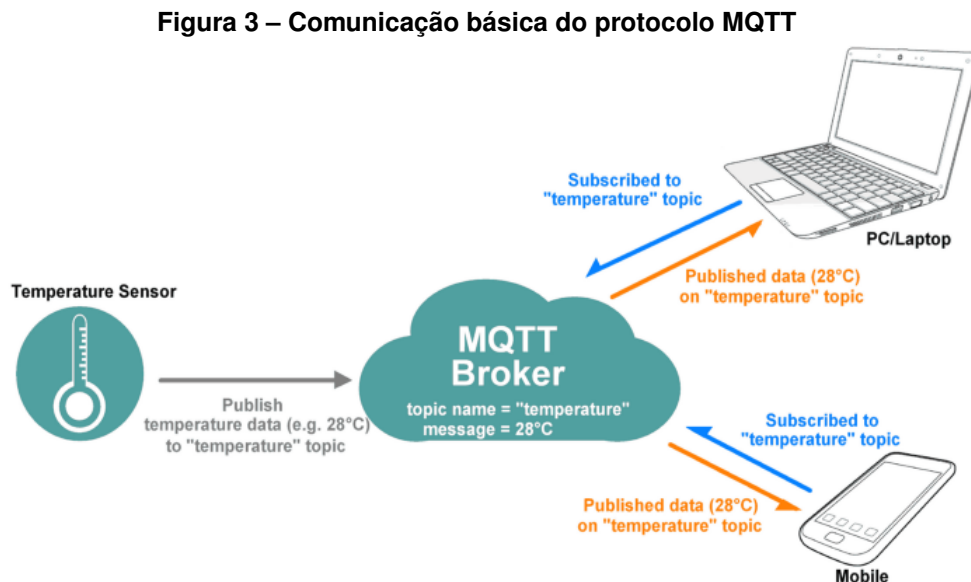 Figura 3 – Comunicação básica do protocolo MQTT
Subscribed to
"temperature" topic
PC/Laptop
Published data (28°C)
on "temperature" topic
Temperature Sensor
MQTT
Broker
topic name = "temperature"
message = 28°C
Publish
temperature data (e.g. 28°C)
to "temperature" topic
Subscribed to
"temperature" topic
Published data (28°C)
on "temperature" topic
Mobile